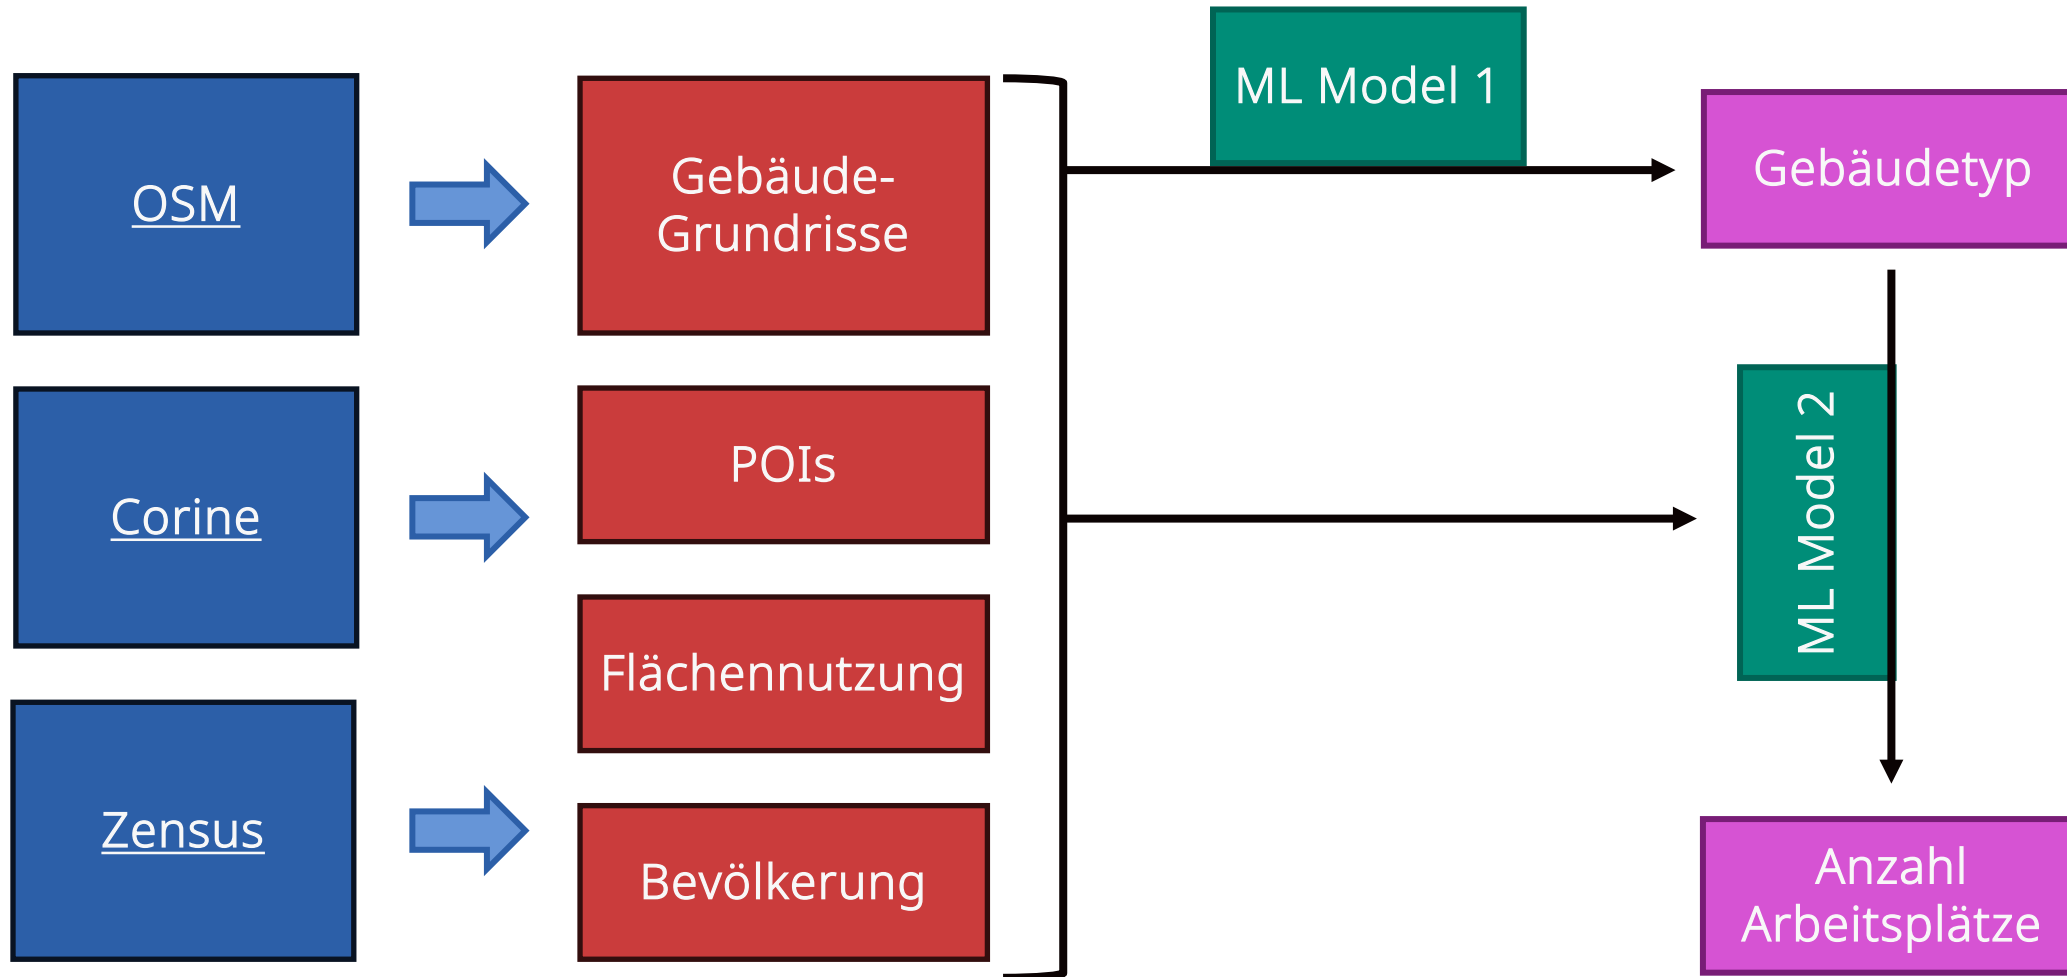 OSM
Corine
Zensus
Gebäude-
Grundrisse
POIs
Flächennutzung
Bevölkerung
ML Model 1
Gebäudetyp
ML Model 2
Anzahl
Arbeitsplätze